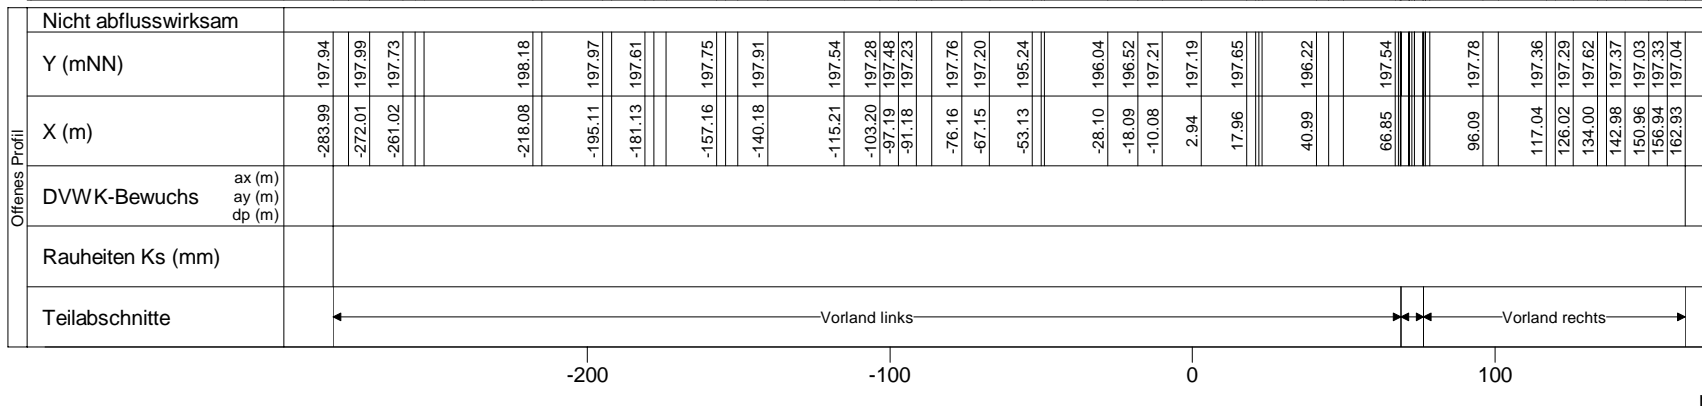 Offenes Profil
Nicht abflusswirksam
Y (mNN) 197.94 197.99 197.73 198.18 197.97 197.61 197.75 197.91 197.54 197.28 197.48 197.23 197.76 197.20 195.24 196.04 196.52 197.21 197.19 197.65 196.22 197.54 197.78 197.36 197.29 197.62 197.37 197.03 197.33 197.04
X (m) -283.99 -272.01 -261.02 -218.08 -195.11 -181.13 -157.16 -140.18 -115.21 -103.20 -97.19 -91.18 -76.16 -67.15 -53.13 -28.10 -18.09 -10.08 2.94 17.96 40.99 66.85 96.09 117.04 126.02 134.00 142.98 150.96 156.94 162.93
DVWK-Bewuchs
ax (m)
ay (m)
dp (m)
Rauheiten Ks (mm)
Teilabschnitte Vorland links Vorland rechts
-200 -100 0 100